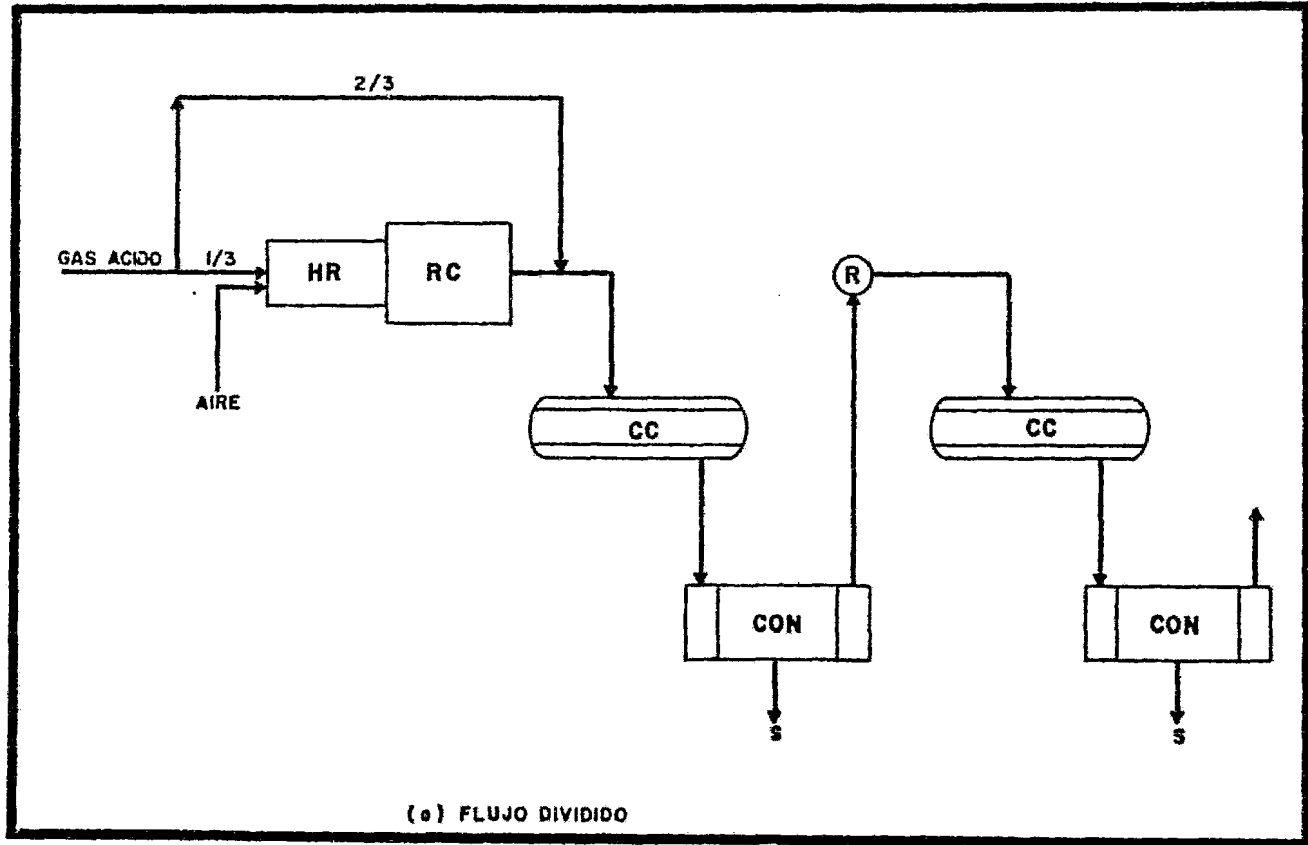 2/3
GAS ACIDO
1/3
HR
RC
R
AIRE
CC
CC
CON
CON
S
S
(a) FLUJO DIVIDIDO